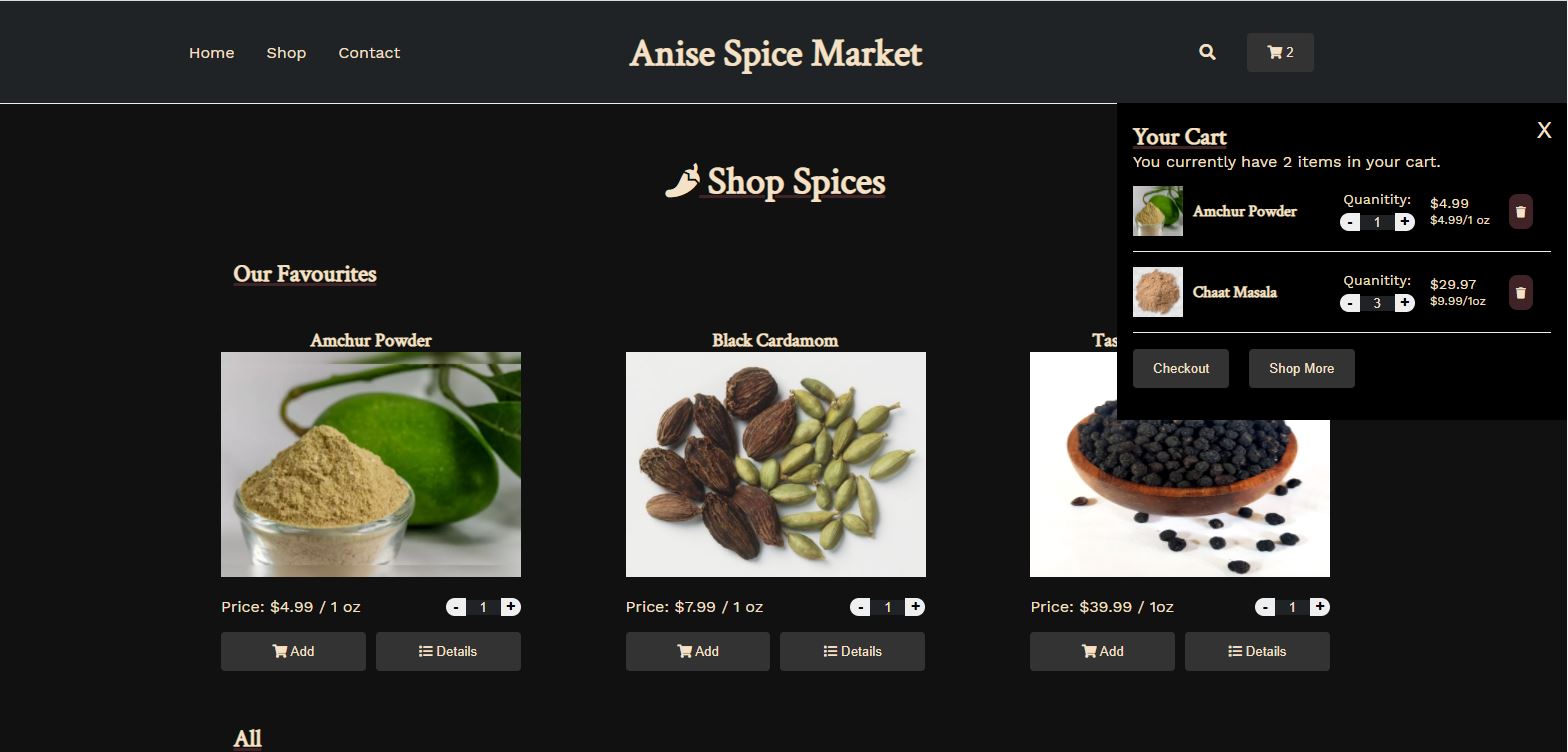 Home Shop Contact
Anise Spice Market
2
Your Cart
X
You currently have 2 items in your cart.
Amchur Powder
Quanitity:
- 1 +
$4.99
$4.99/1 oz
Chaat Masala
Quanitity:
- 3 +
$29.97
$9.99/1oz
Checkout
Shop More
Shop Spices
Our Favourites
Amchur Powder
Price: $4.99 / 1 oz
- 1 +
Add
Details
Black Cardamom
Price: $7.99 / 1 oz
- 1 +
Add
Details
Price: $39.99 / 1oz
- 1 +
Add
Details
All